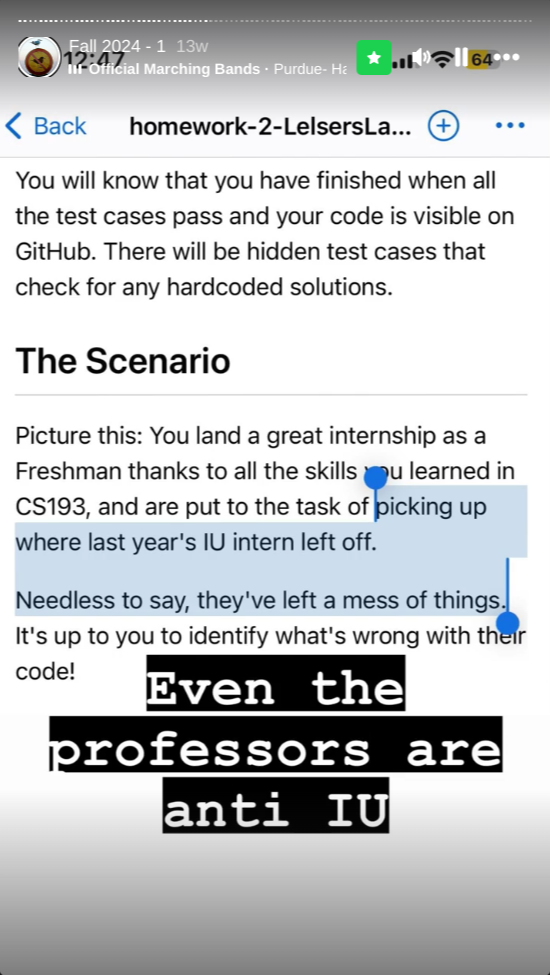 Fall 2024 - 1 13w
12:47
64
Official Marching Bands · Purdue- Ha
Back
homework-2-LelsersLa...
You will know that you have finished when all
the test cases pass and your code is visible on
GitHub. There will be hidden test cases that
check for any hardcoded solutions.
The Scenario
Picture this: You land a great internship as a
Freshman thanks to all the skills you learned in
CS193, and are put to the task of picking up
where last year's IU intern left off.
Needless to say, they've left a mess of things.
It's up to you to identify what's wrong with their
code!
Even the
professors are
anti IU